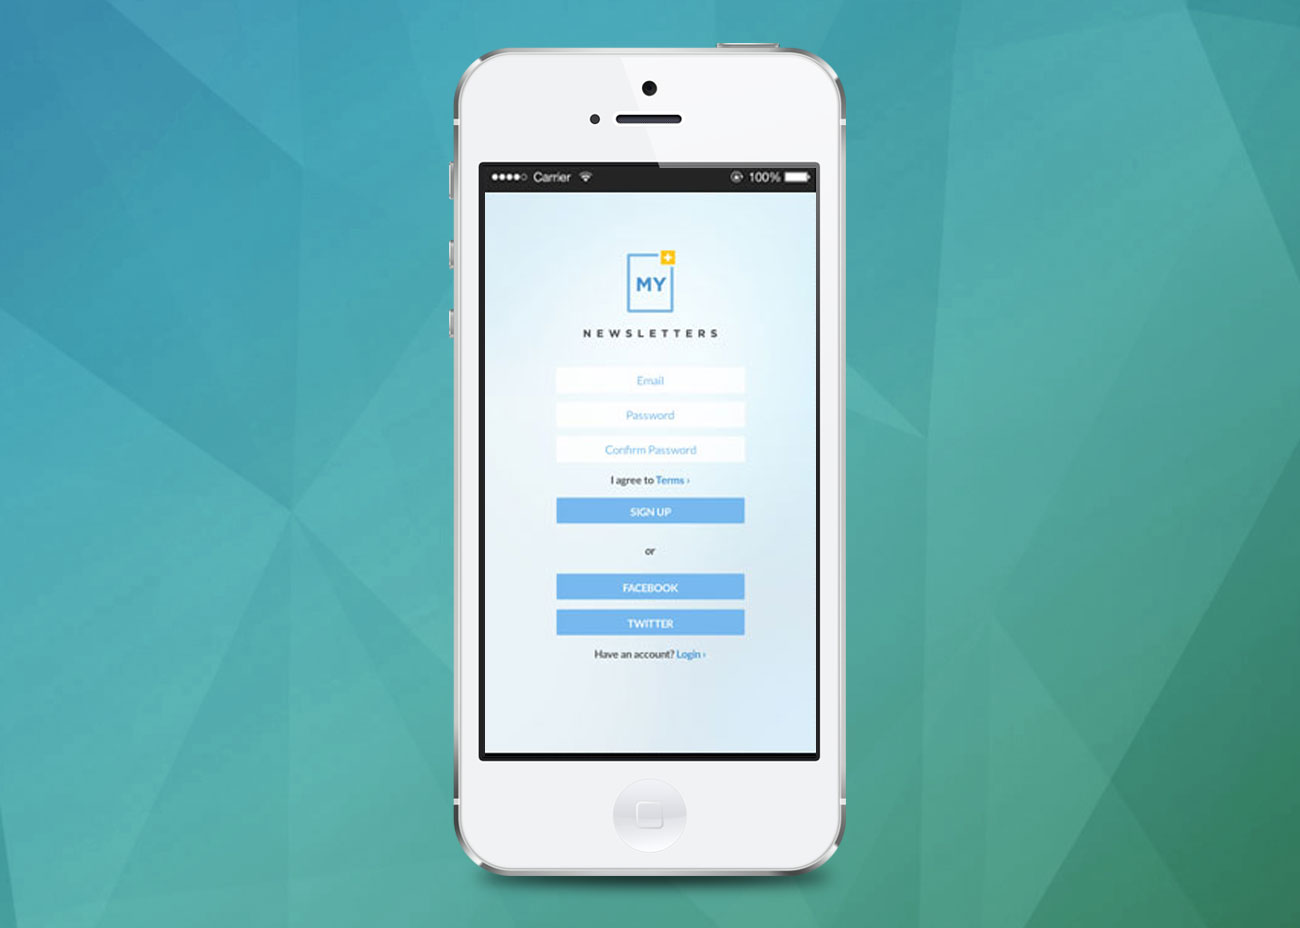 Carrier 100%
MY
NEWSLETTERS
Email
Password
Confirm Password
I agree to Terms ›
SIGN UP
or
FACEBOOK
TWITTER
Have an account? Login ›